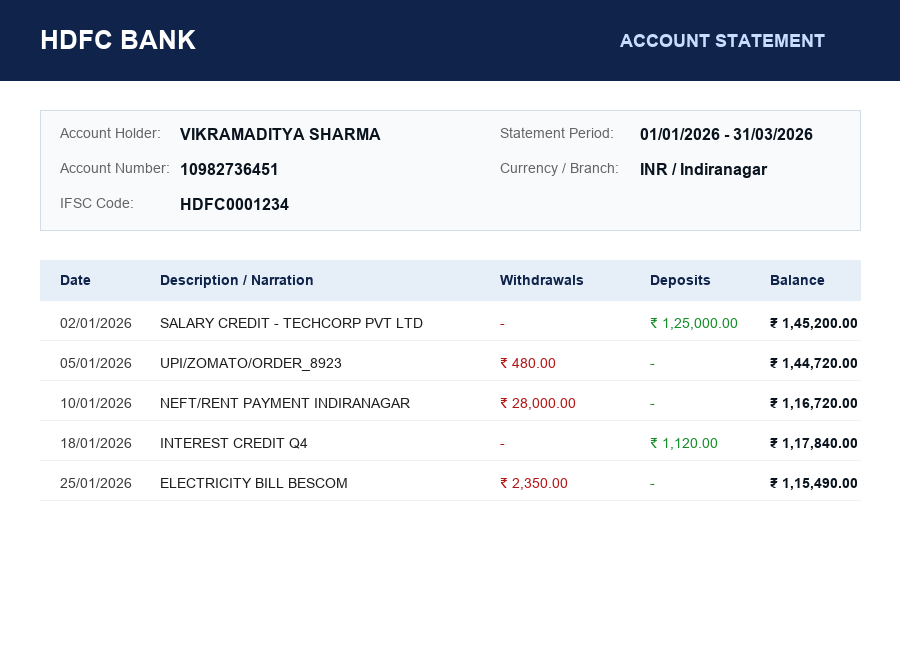 HDFC BANK ACCOUNT STATEMENT
Account Holder: VIKRAMADITYA SHARMA Statement Period: 01/01/2026 - 31/03/2026
Account Number: 10982736451 Currency / Branch: INR / Indiranagar
IFSC Code: HDFC0001234
Date Description / Narration Withdrawals Deposits Balance
02/01/2026 SALARY CREDIT - TECHCORP PVT LTD - ₹ 1,25,000.00 ₹ 1,45,200.00
05/01/2026 UPI/ZOMATO/ORDER_8923 ₹ 480.00 - ₹ 1,44,720.00
10/01/2026 NEFT/RENT PAYMENT INDIRANAGAR ₹ 28,000.00 - ₹ 1,16,720.00
18/01/2026 INTEREST CREDIT Q4 - ₹ 1,120.00 ₹ 1,17,840.00
25/01/2026 ELECTRICITY BILL BESCOM ₹ 2,350.00 - ₹ 1,15,490.00